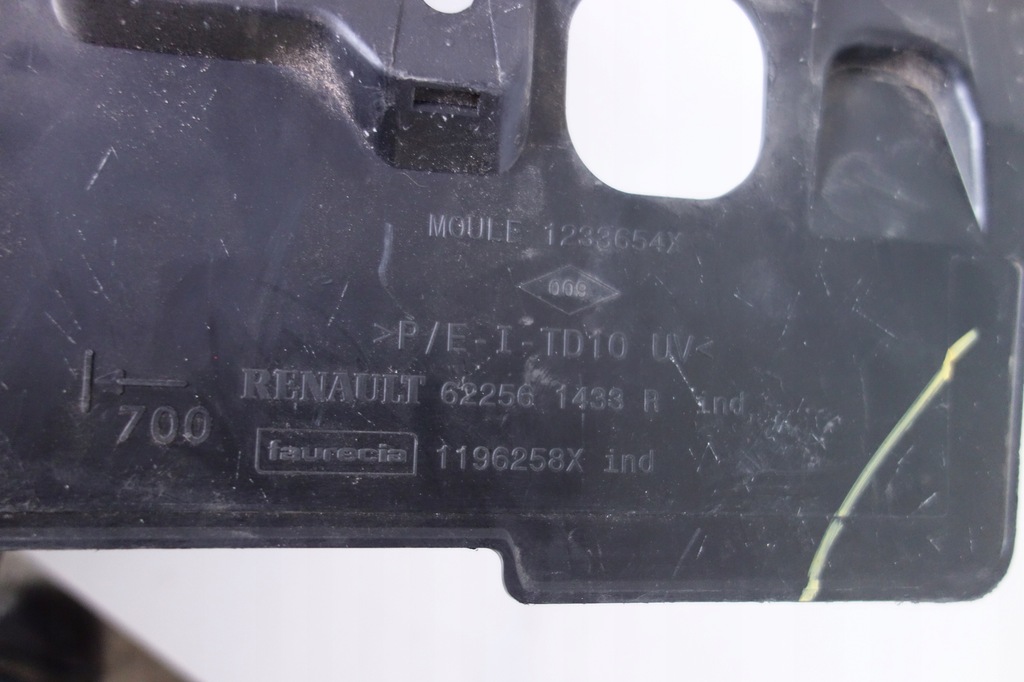 MOULE 1233654X
009
>P/E-I-TD10 UV<
RENAULT 62256 1433 R ind
700
faurecia 1196258X ind